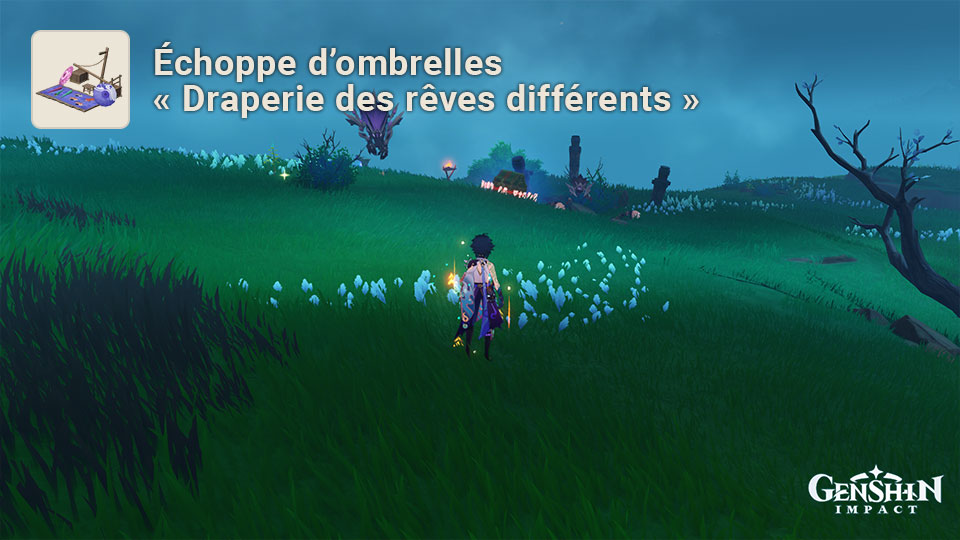 Échoppe d’ombrelles
« Draperie des rêves différents »
GENSHIN
IMPACT